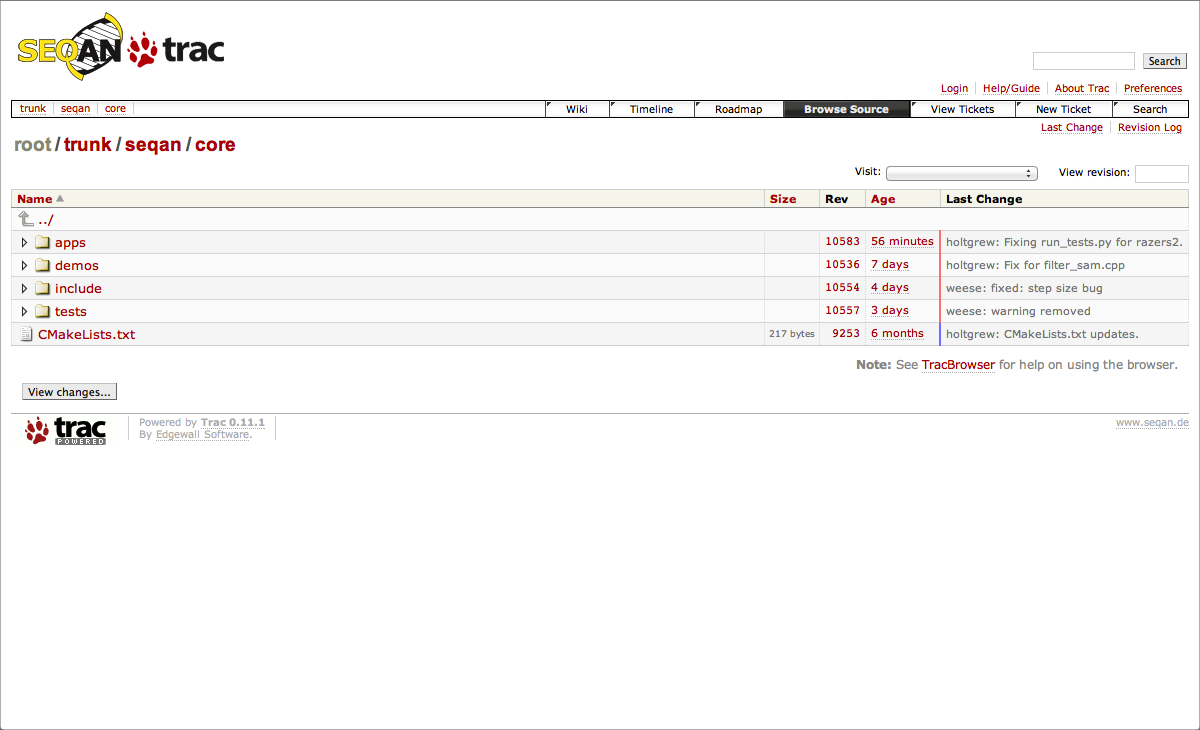 SEQAN trac
Search
Login Help/Guide About Trac Preferences
trunk seqan core Wiki Timeline Roadmap Browse Source View Tickets New Ticket Search
Last Change Revision Log
root / trunk / seqan / core
Visit: View revision:
Name Size Rev Age Last Change
../
apps 10583 56 minutes holtgrew: Fixing run_tests.py for razers2.
demos 10536 7 days holtgrew: Fix for filter_sam.cpp
include 10554 4 days weese: fixed: step size bug
tests 10557 3 days weese: warning removed
CMakeLists.txt 217 bytes 9253 6 months holtgrew: CMakeLists.txt updates.
Note: See TracBrowser for help on using the browser.
View changes...
trac POWERED
Powered by Trac 0.11.1
By Edgewall Software.
www.seqan.de